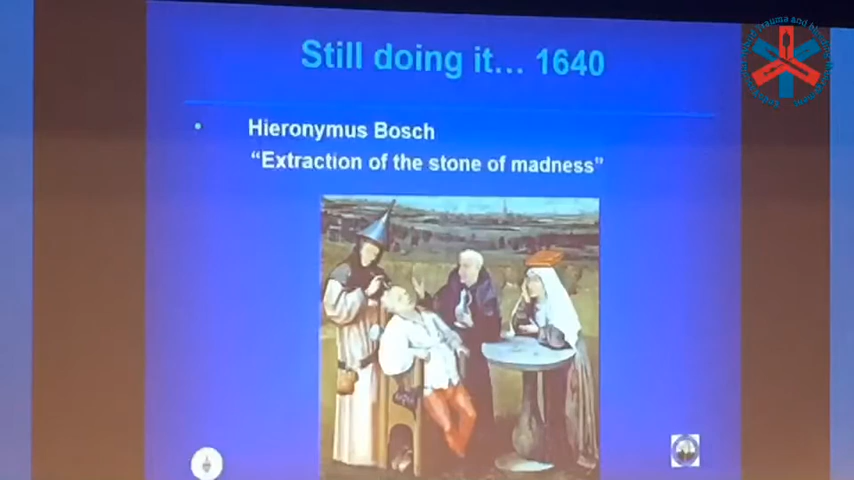 Still doing it… 1640
• Hieronymus Bosch
“Extraction of the stone of madness”